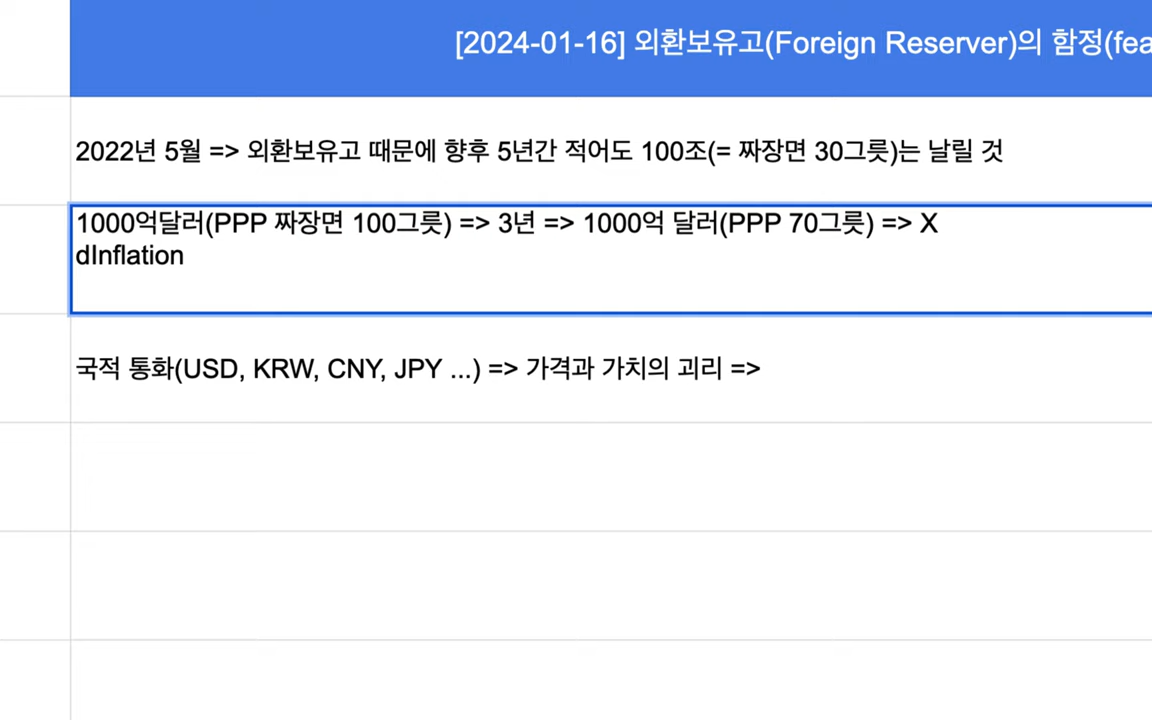 [2024-01-16] 외환보유고(Foreign Reserver)의 함정(fea
2022년 5월 => 외환보유고 때문에 향후 5년간 적어도 100조(= 짜장면 30그릇)는 날릴 것
1000억달러(PPP 짜장면 100그릇) => 3년 => 1000억 달러(PPP 70그릇) => X
dInflation
국적 통화(USD, KRW, CNY, JPY ...) => 가격과 가치의 괴리 =>